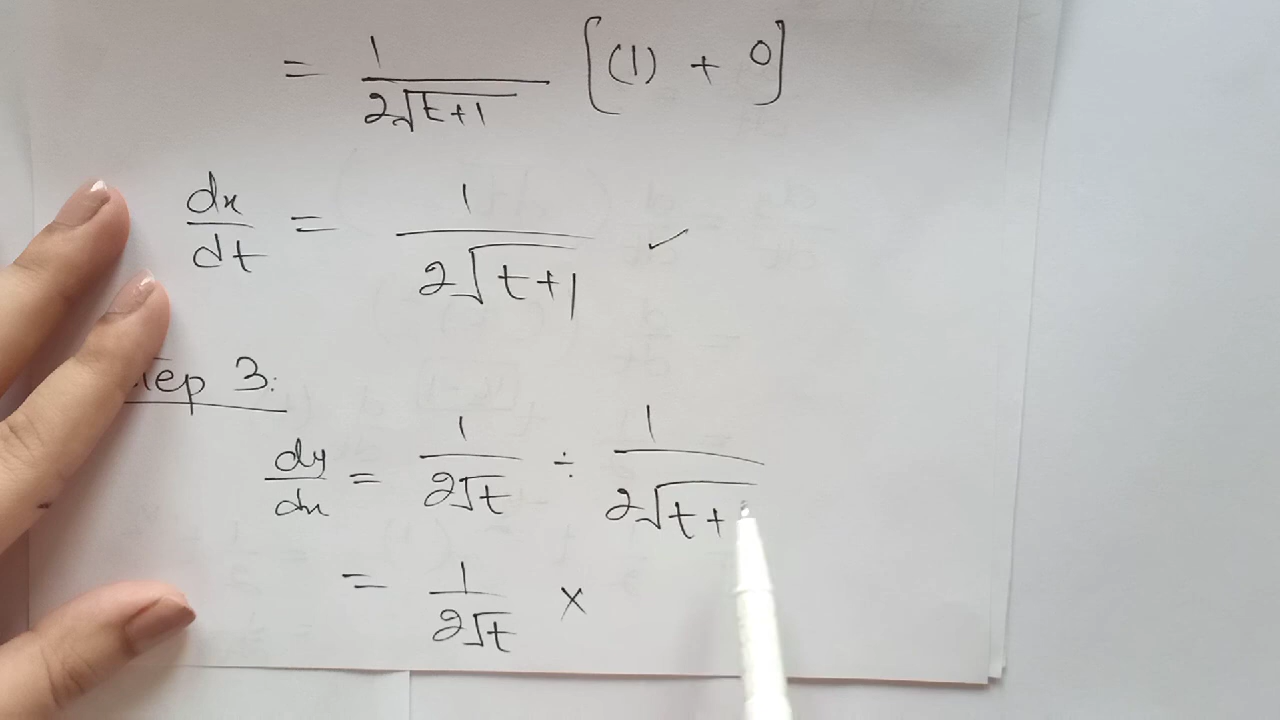 = 1/(2√(t+1)) [(1) + 0]
dx/dt = 1/(2√(t+1)) ✓
tep 3:
dy/dx = 1/(2√t) ÷ 1/(2√(t+
= 1/(2√t) ×